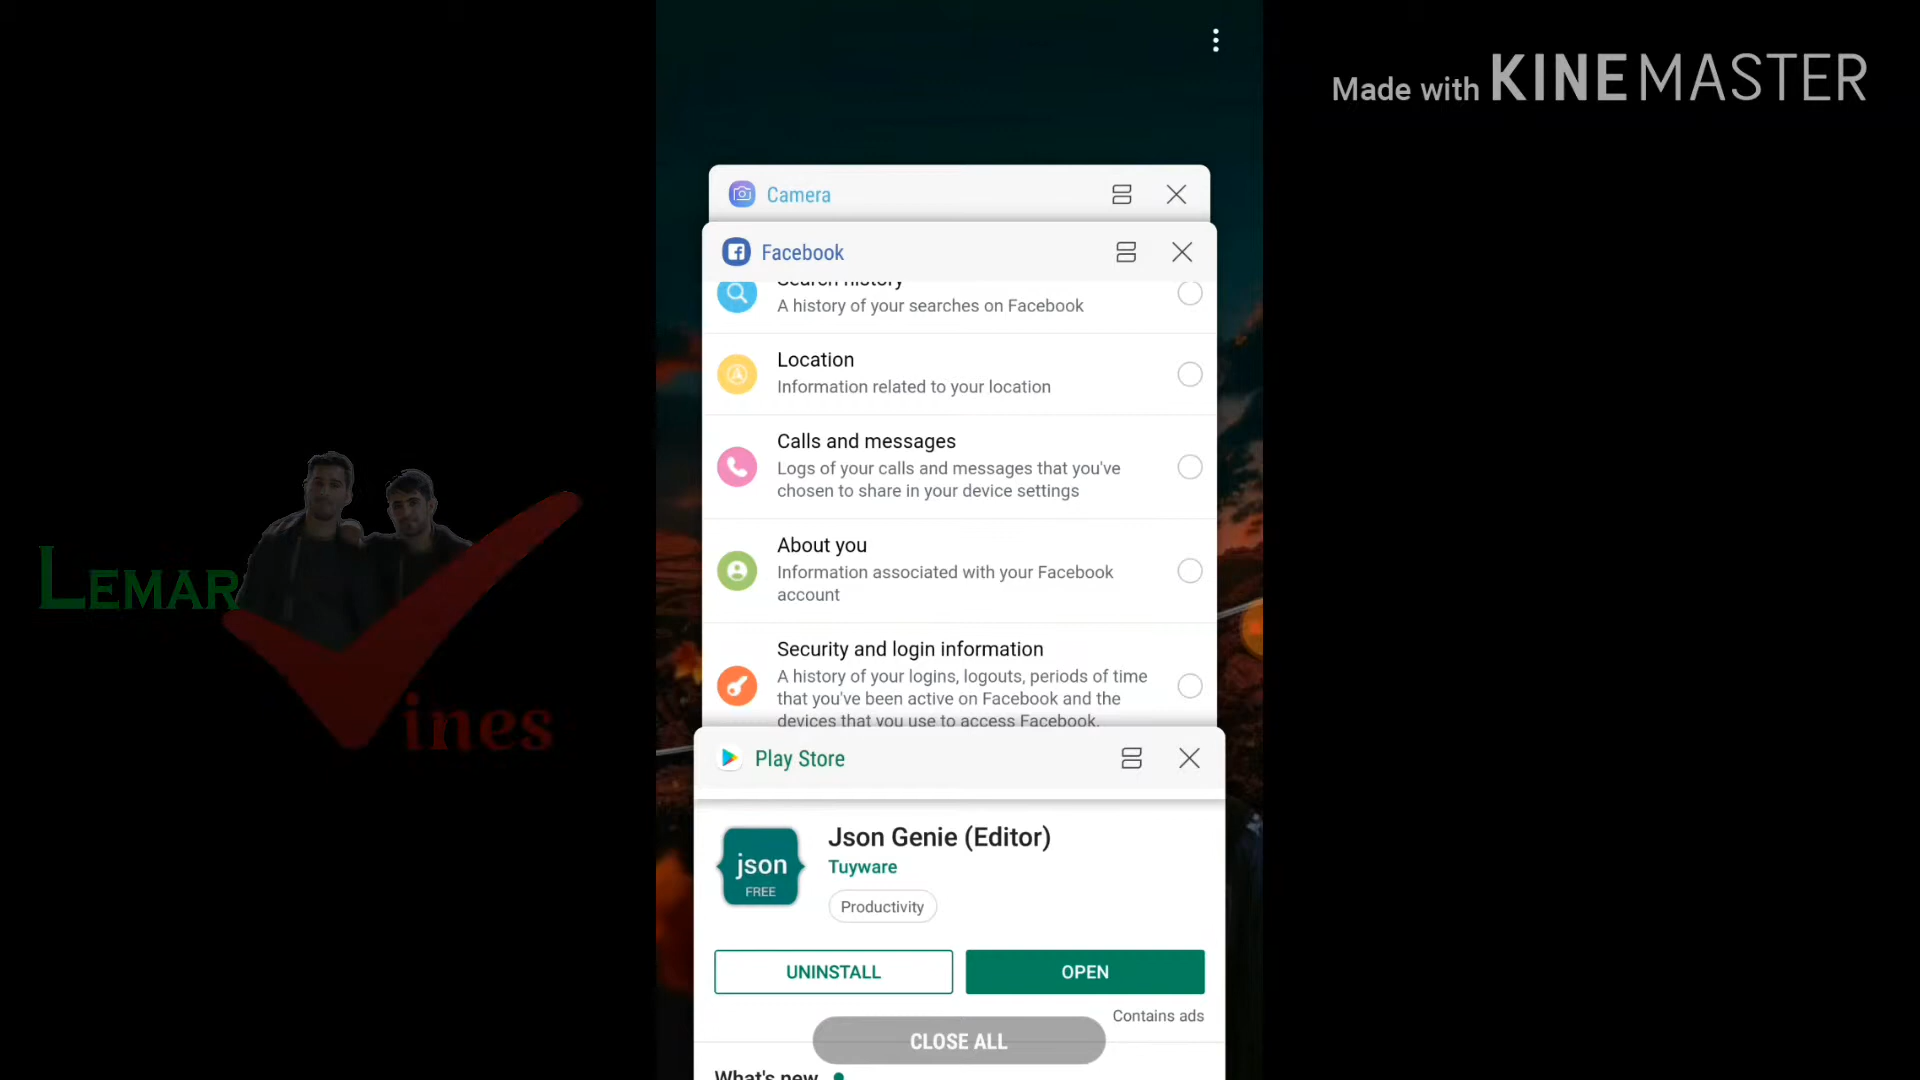 Made with KINEMASTER
Camera
Facebook
Search history
A history of your searches on Facebook
Location
Information related to your location
Calls and messages
Logs of your calls and messages that you've
chosen to share in your device settings
About you
Information associated with your Facebook
account
Security and login information
A history of your logins, logouts, periods of time
that you've been active on Facebook and the
devices that you use to access Facebook.
LEMAR
ines
Play Store
Json Genie (Editor)
Tuyware
json
FREE
Productivity
UNINSTALL
OPEN
Contains ads
CLOSE ALL
What's new